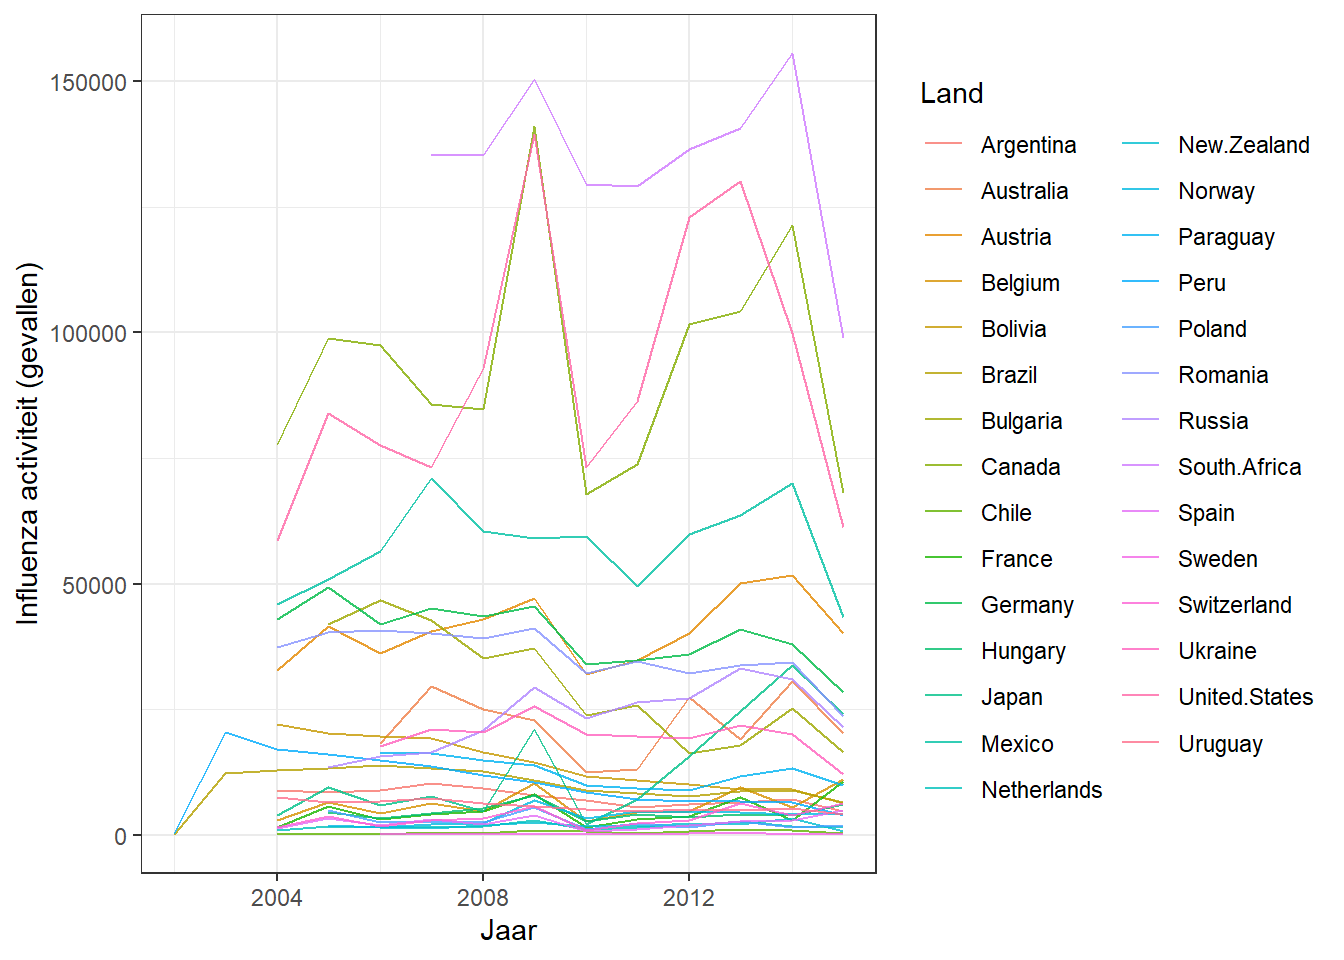 150000
100000
50000
0
Influenza activiteit (gevallen)
2004
2008
2012
Jaar
Land
Argentina
Australia
Austria
Belgium
Bolivia
Brazil
Bulgaria
Canada
Chile
France
Germany
Hungary
Japan
Mexico
Netherlands
New.Zealand
Norway
Paraguay
Peru
Poland
Romania
Russia
South.Africa
Spain
Sweden
Switzerland
Ukraine
United.States
Uruguay